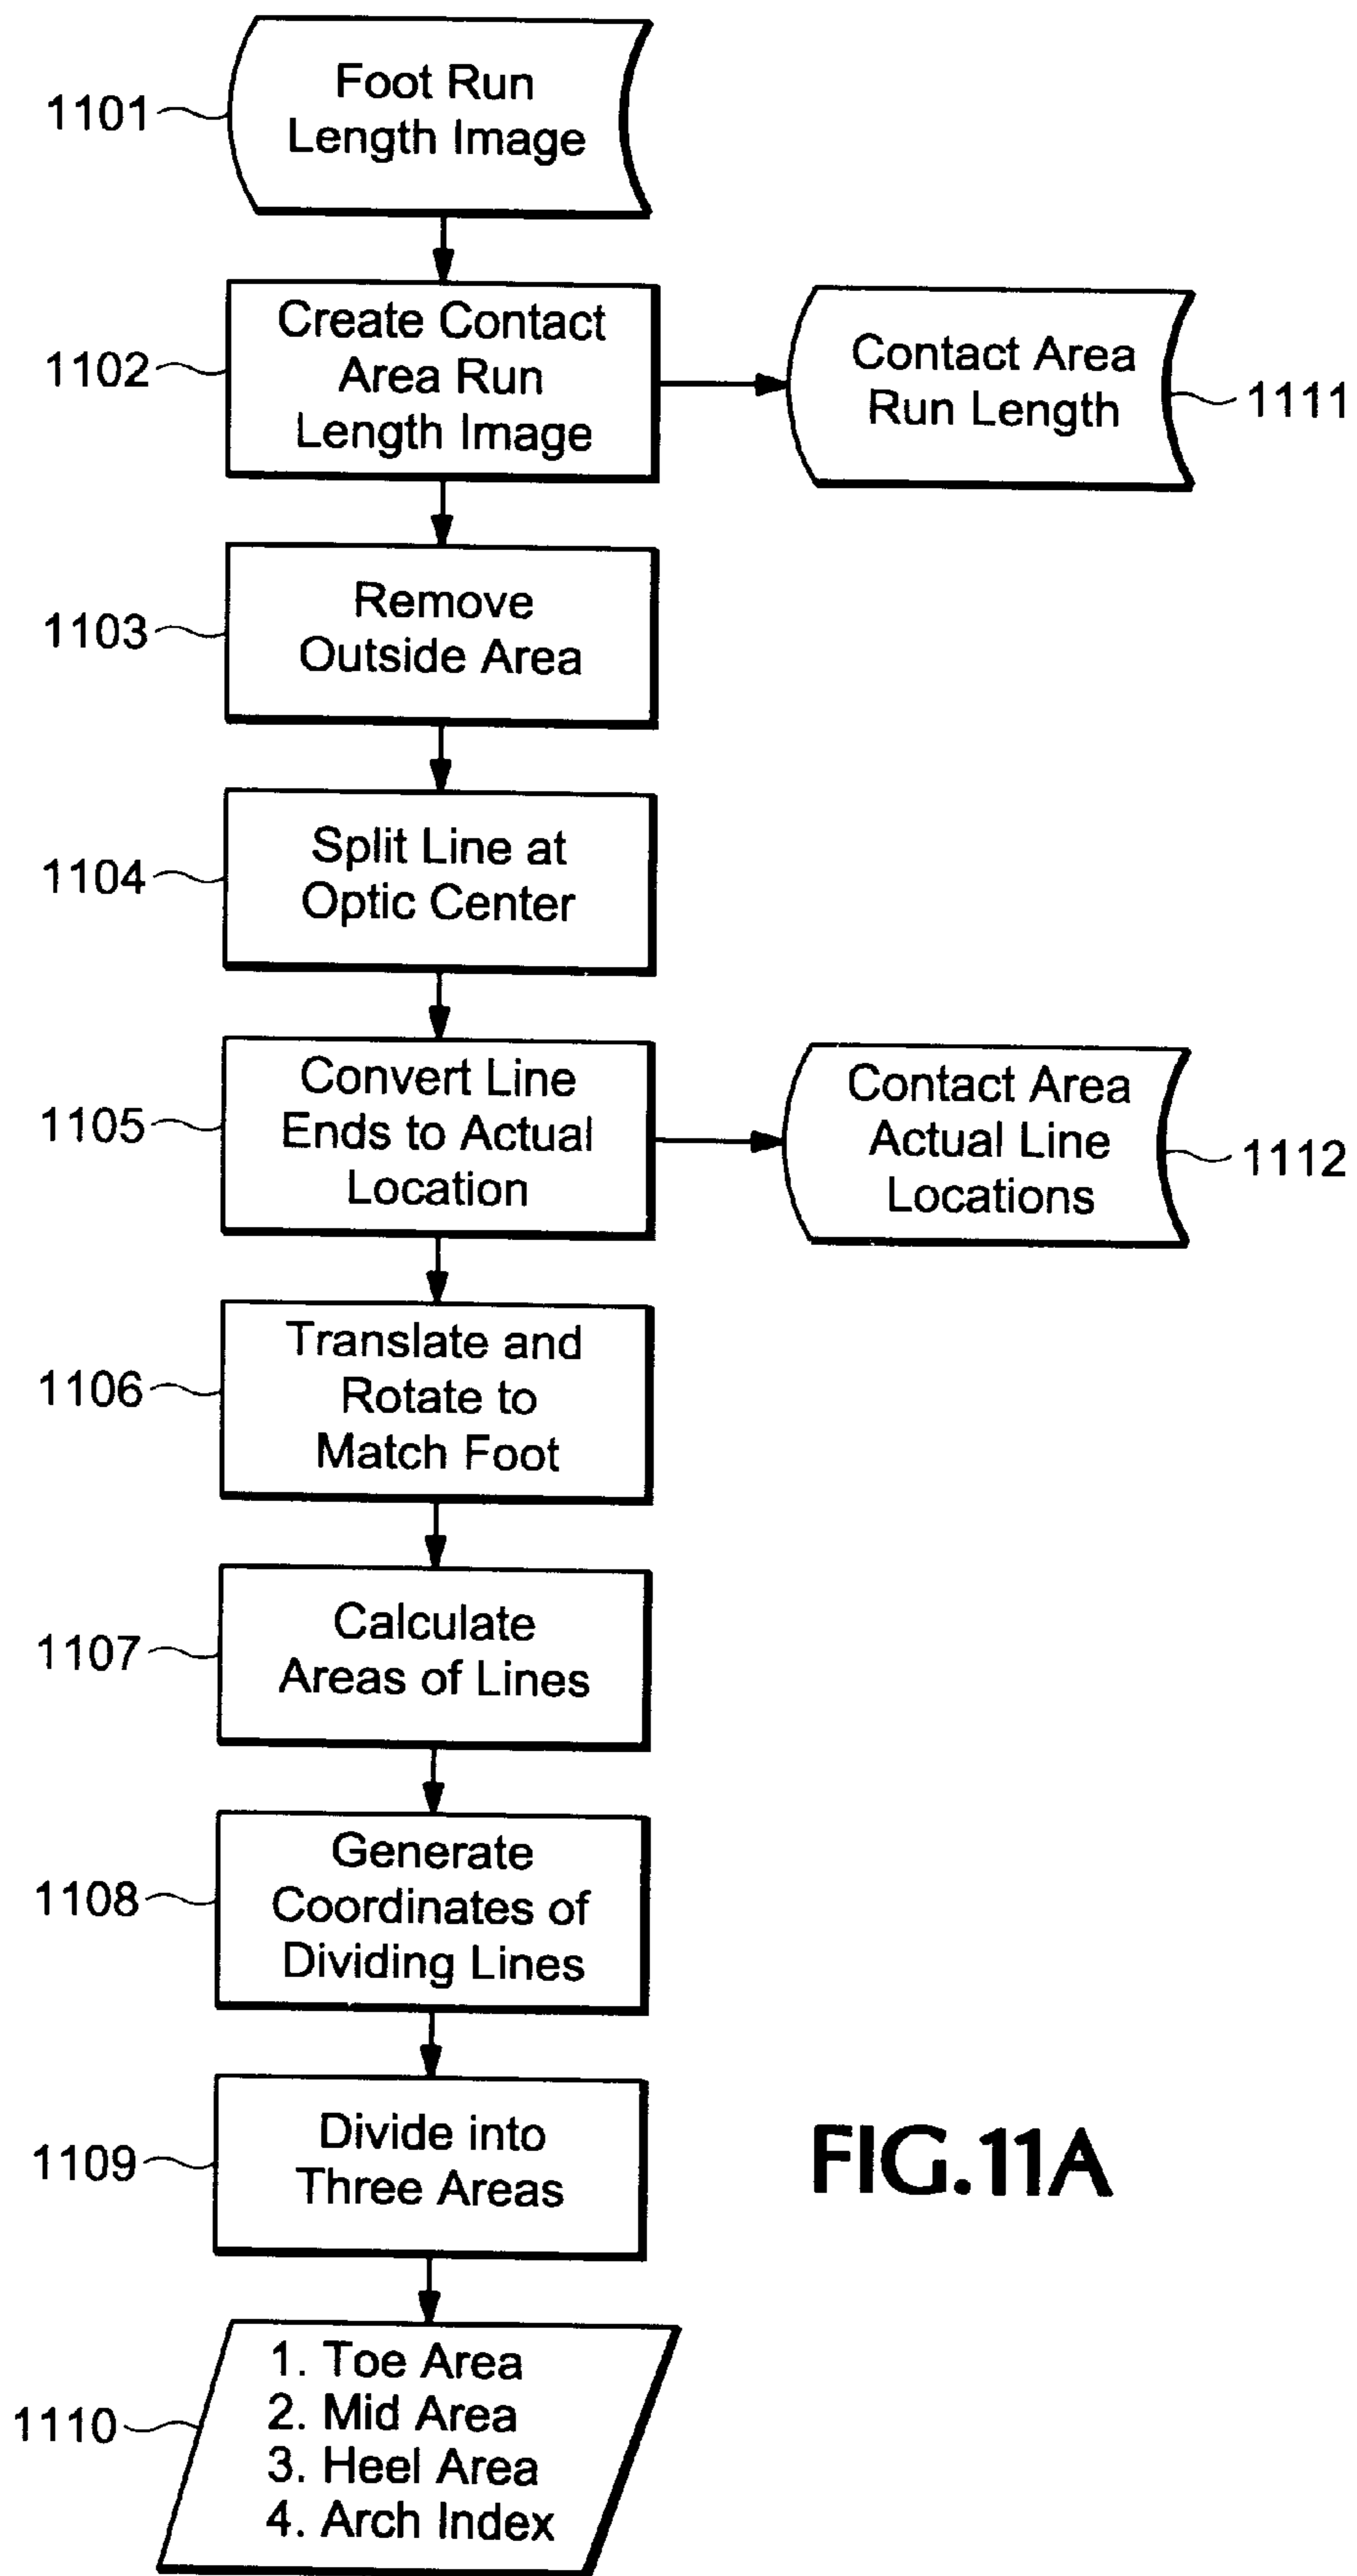 1101
Foot Run
Length Image
1102
Create Contact
Area Run
Length Image
Contact Area
Run Length
1111
1103
Remove
Outside Area
1104
Split Line at
Optic Center
1105
Convert Line
Ends to Actual
Location
Contact Area
Actual Line
Locations
1112
1106
Translate and
Rotate to
Match Foot
1107
Calculate
Areas of Lines
1108
Generate
Coordinates of
Dividing Lines
1109
Divide into
Three Areas
FIG.11A
1110
1. Toe Area
2. Mid Area
3. Heel Area
4. Arch Index